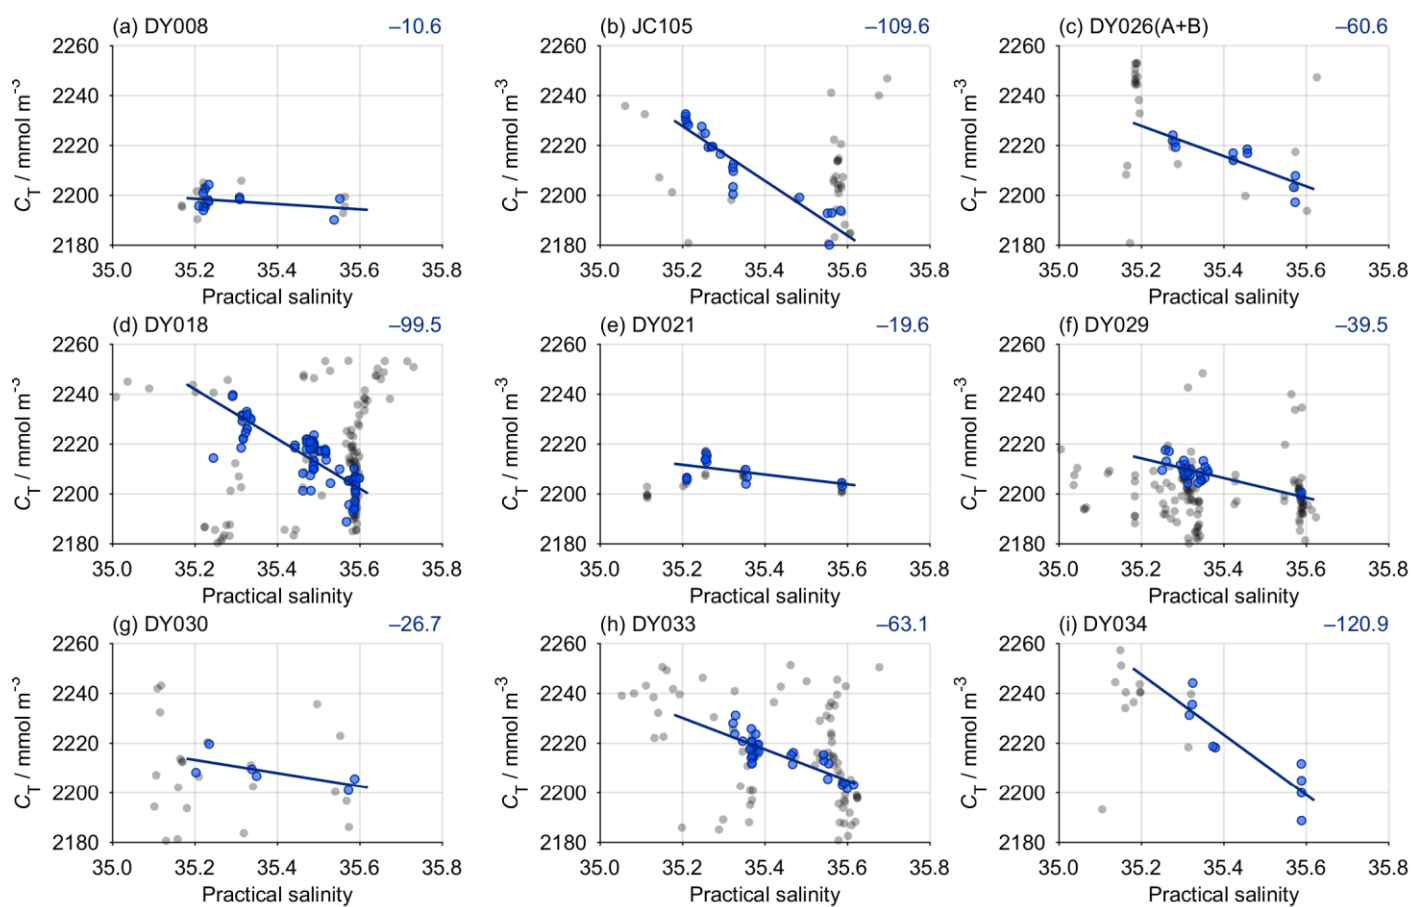 (a) DY008 –10.6
(b) JC105 –109.6
(c) DY026(A+B) –60.6
2260
2240
2220
2200
2180
C_T / mmol m⁻³
35.0 35.2 35.4 35.6 35.8
Practical salinity
2260
2240
2220
2200
2180
C_T / mmol m⁻³
35.0 35.2 35.4 35.6 35.8
Practical salinity
2260
2240
2220
2200
2180
C_T / mmol m⁻³
35.0 35.2 35.4 35.6 35.8
Practical salinity
(d) DY018 –99.5
(e) DY021 –19.6
(f) DY029 –39.5
2260
2240
2220
2200
2180
C_T / mmol m⁻³
35.0 35.2 35.4 35.6 35.8
Practical salinity
2260
2240
2220
2200
2180
C_T / mmol m⁻³
35.0 35.2 35.4 35.6 35.8
Practical salinity
2260
2240
2220
2200
2180
C_T / mmol m⁻³
35.0 35.2 35.4 35.6 35.8
Practical salinity
(g) DY030 –26.7
(h) DY033 –63.1
(i) DY034 –120.9
2260
2240
2220
2200
2180
C_T / mmol m⁻³
35.0 35.2 35.4 35.6 35.8
Practical salinity
2260
2240
2220
2200
2180
C_T / mmol m⁻³
35.0 35.2 35.4 35.6 35.8
Practical salinity
2260
2240
2220
2200
2180
C_T / mmol m⁻³
35.0 35.2 35.4 35.6 35.8
Practical salinity